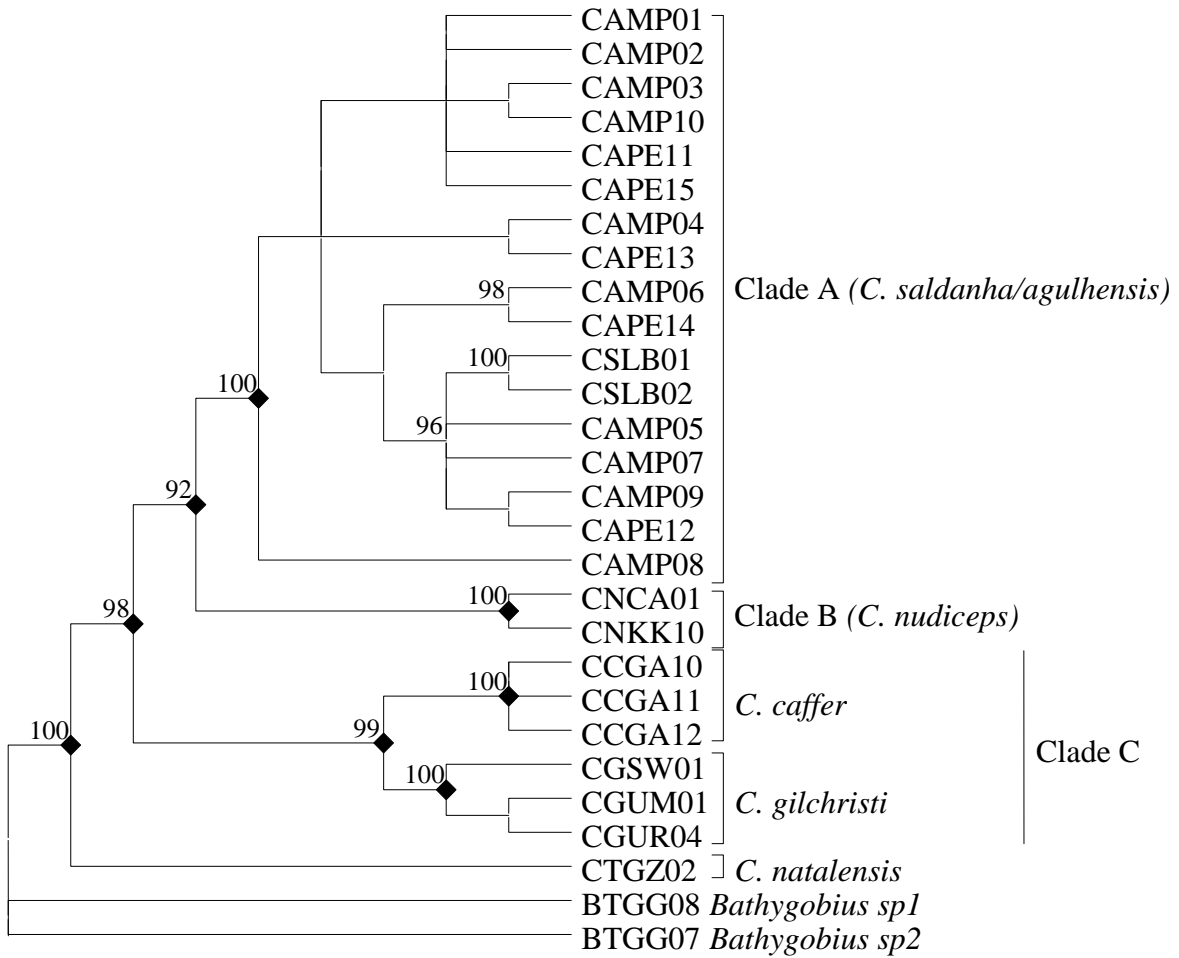 CAMP01
CAMP02
CAMP03
CAMP10
CAPE11
CAPE15
CAMP04
CAPE13
98 CAMP06
Clade A (C. saldanha/agulhensis)
CAPE14
100 CSLB01
CSLB02
100
96 CAMP05
CAMP07
92 CAMP09
CAPE12
CAMP08
100 CNCA01
98
Clade B (C. nudiceps)
CNKK10
CCGA10
100 CCGA11 C. caffer
CCGA12
100 99
Clade C
100 CGSW01
CGUM01 C. gilchristi
CGUR04
CTGZ02 C. natalensis
BTGG08 Bathygobius sp1
BTGG07 Bathygobius sp2